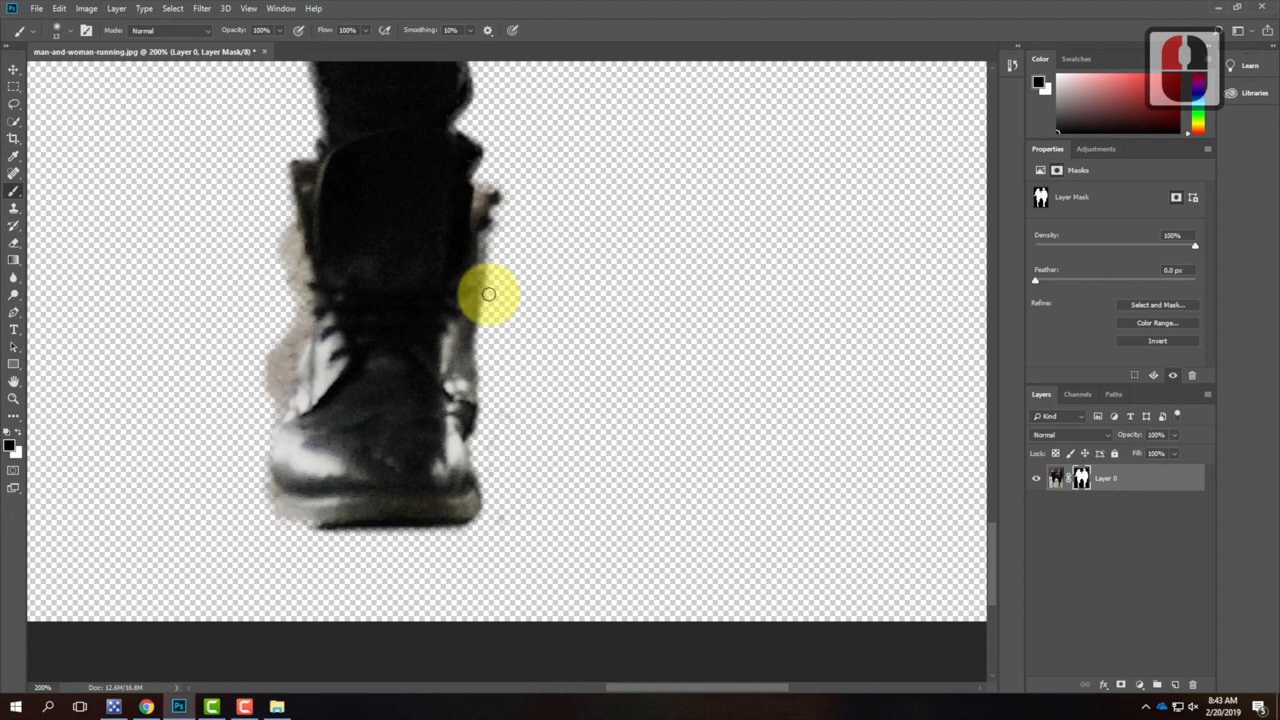 Ps File Edit Image Layer Type Select Filter 3D View Window Help
13 Mode: Normal Opacity: 100% Flow: 100% Smoothing: 10%
man-and-woman-running.jpg @ 200% (Layer 0, Layer Mask/8) *
Color Swatches
Learn
Libraries
Properties Adjustments
Masks
Layer Mask
Density: 100%
Feather: 0.0 px
Refine: Select and Mask...
Color Range...
Invert
Layers Channels Paths
Kind
Normal Opacity: 100%
Lock: Fill: 100%
Layer 0
200% Doc: 12.6M/16.8M
Ps
8:43 AM
2/20/2019
5